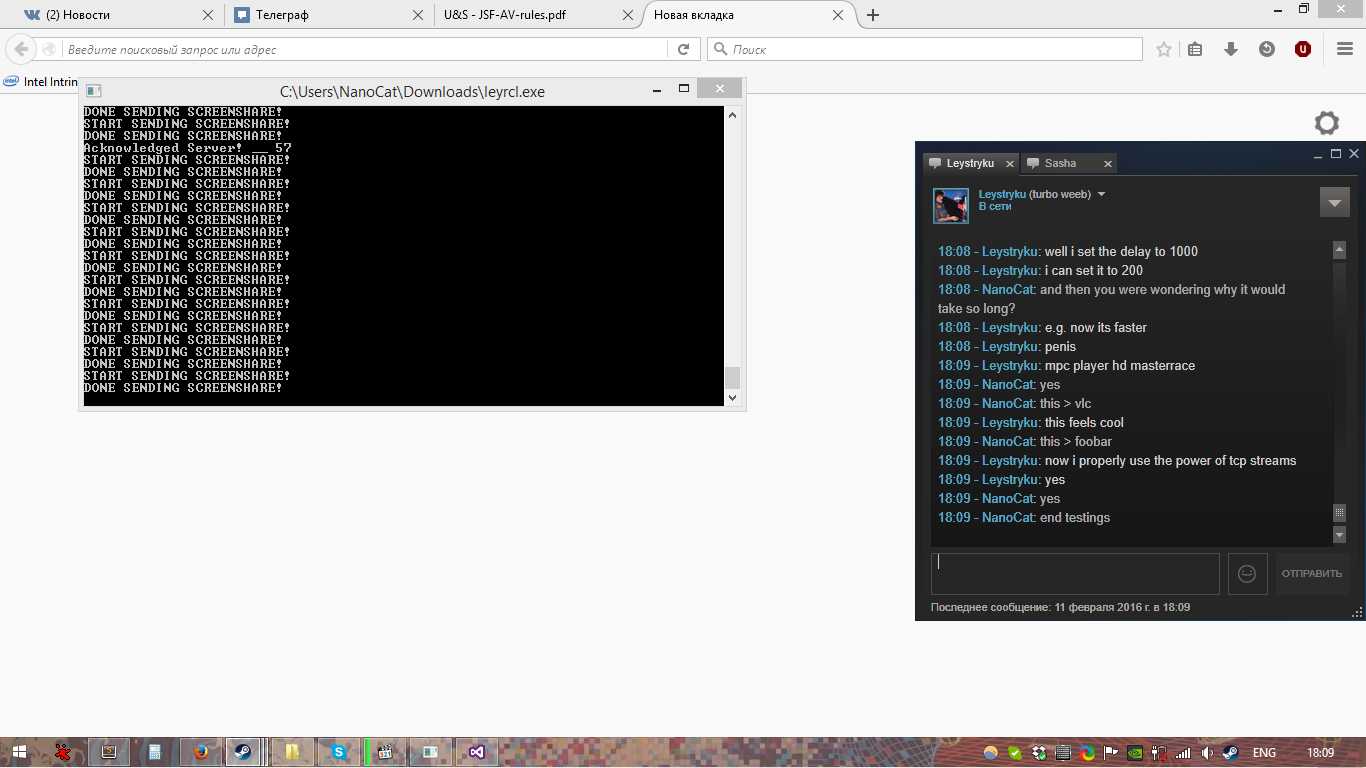 (2) Новости
Телеграф
U&S - JSF-AV-rules.pdf
Новая вкладка
Введите поисковый запрос или адрес
Поиск
Intel Intrin
C:\Users\NanoCat\Downloads\leyrcl.exe
DONE SENDING SCREENSHARE!
START SENDING SCREENSHARE!
DONE SENDING SCREENSHARE!
Acknowledged Server! __ 57
START SENDING SCREENSHARE!
DONE SENDING SCREENSHARE!
START SENDING SCREENSHARE!
DONE SENDING SCREENSHARE!
START SENDING SCREENSHARE!
DONE SENDING SCREENSHARE!
START SENDING SCREENSHARE!
DONE SENDING SCREENSHARE!
START SENDING SCREENSHARE!
DONE SENDING SCREENSHARE!
START SENDING SCREENSHARE!
DONE SENDING SCREENSHARE!
START SENDING SCREENSHARE!
DONE SENDING SCREENSHARE!
START SENDING SCREENSHARE!
DONE SENDING SCREENSHARE!
START SENDING SCREENSHARE!
DONE SENDING SCREENSHARE!
START SENDING SCREENSHARE!
DONE SENDING SCREENSHARE!
Leystryku
Sasha
Leystryku (turbo weeb)
В сети
18:08 - Leystryku: well i set the delay to 1000
18:08 - Leystryku: i can set it to 200
18:08 - NanoCat: and then you were wondering why it would
take so long?
18:08 - Leystryku: e.g. now its faster
18:08 - Leystryku: penis
18:09 - Leystryku: mpc player hd masterrace
18:09 - NanoCat: yes
18:09 - NanoCat: this > vlc
18:09 - Leystryku: this feels cool
18:09 - NanoCat: this > foobar
18:09 - Leystryku: now i properly use the power of tcp streams
18:09 - Leystryku: yes
18:09 - NanoCat: yes
18:09 - NanoCat: end testings
ОТПРАВИТЬ
Последнее сообщение: 11 февраля 2016 г. в 18:09
ENG
18:09